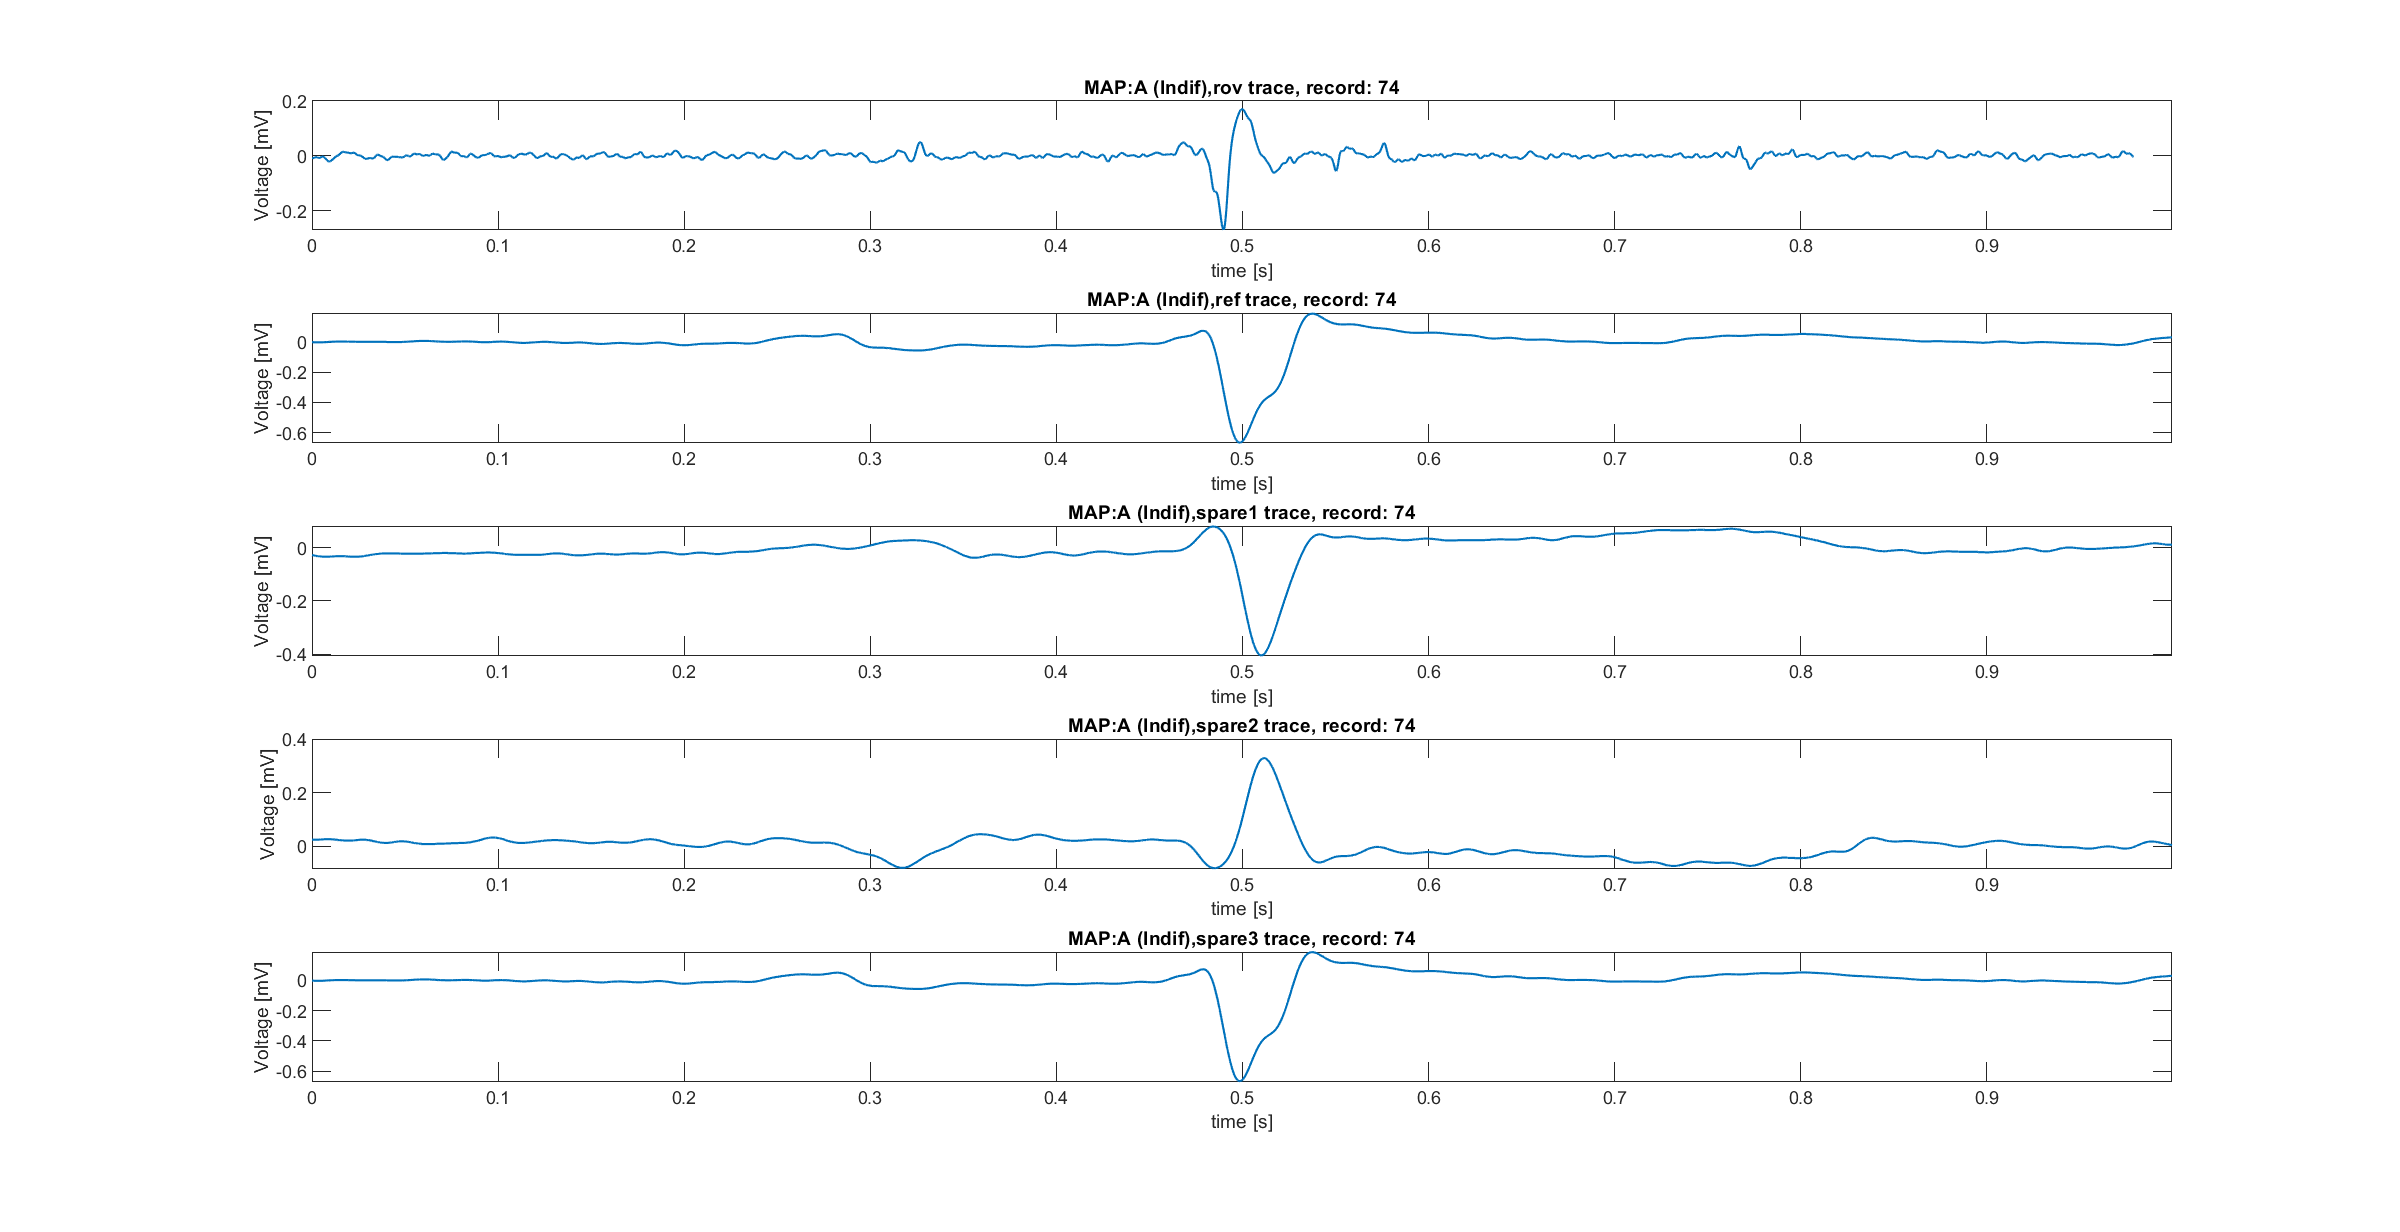 MAP:A (Indif),rov trace, record: 74
Voltage [mV]
0.2
0
-0.2
0 0.1 0.2 0.3 0.4 0.5 0.6 0.7 0.8 0.9
time [s]
MAP:A (Indif),ref trace, record: 74
Voltage [mV]
0
-0.2
-0.4
-0.6
0 0.1 0.2 0.3 0.4 0.5 0.6 0.7 0.8 0.9
time [s]
MAP:A (Indif),spare1 trace, record: 74
Voltage [mV]
0
-0.2
-0.4
0 0.1 0.2 0.3 0.4 0.5 0.6 0.7 0.8 0.9
time [s]
MAP:A (Indif),spare2 trace, record: 74
Voltage [mV]
0.4
0.2
0
0 0.1 0.2 0.3 0.4 0.5 0.6 0.7 0.8 0.9
time [s]
MAP:A (Indif),spare3 trace, record: 74
Voltage [mV]
0
-0.2
-0.4
-0.6
0 0.1 0.2 0.3 0.4 0.5 0.6 0.7 0.8 0.9
time [s]